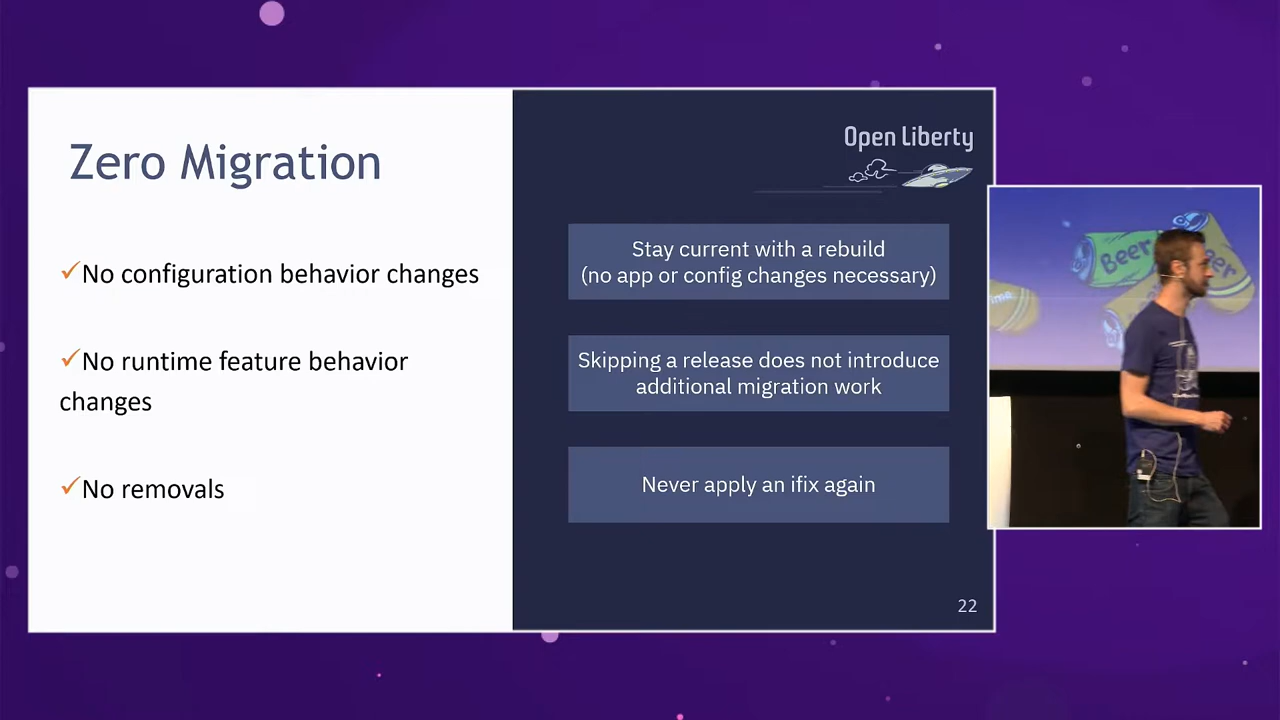 Zero Migration
✓No configuration behavior changes
✓No runtime feature behavior
changes
✓No removals
Open Liberty
Stay current with a rebuild
(no app or config changes necessary)
Skipping a release does not introduce
additional migration work
Never apply an ifix again
22
Beer
Beer